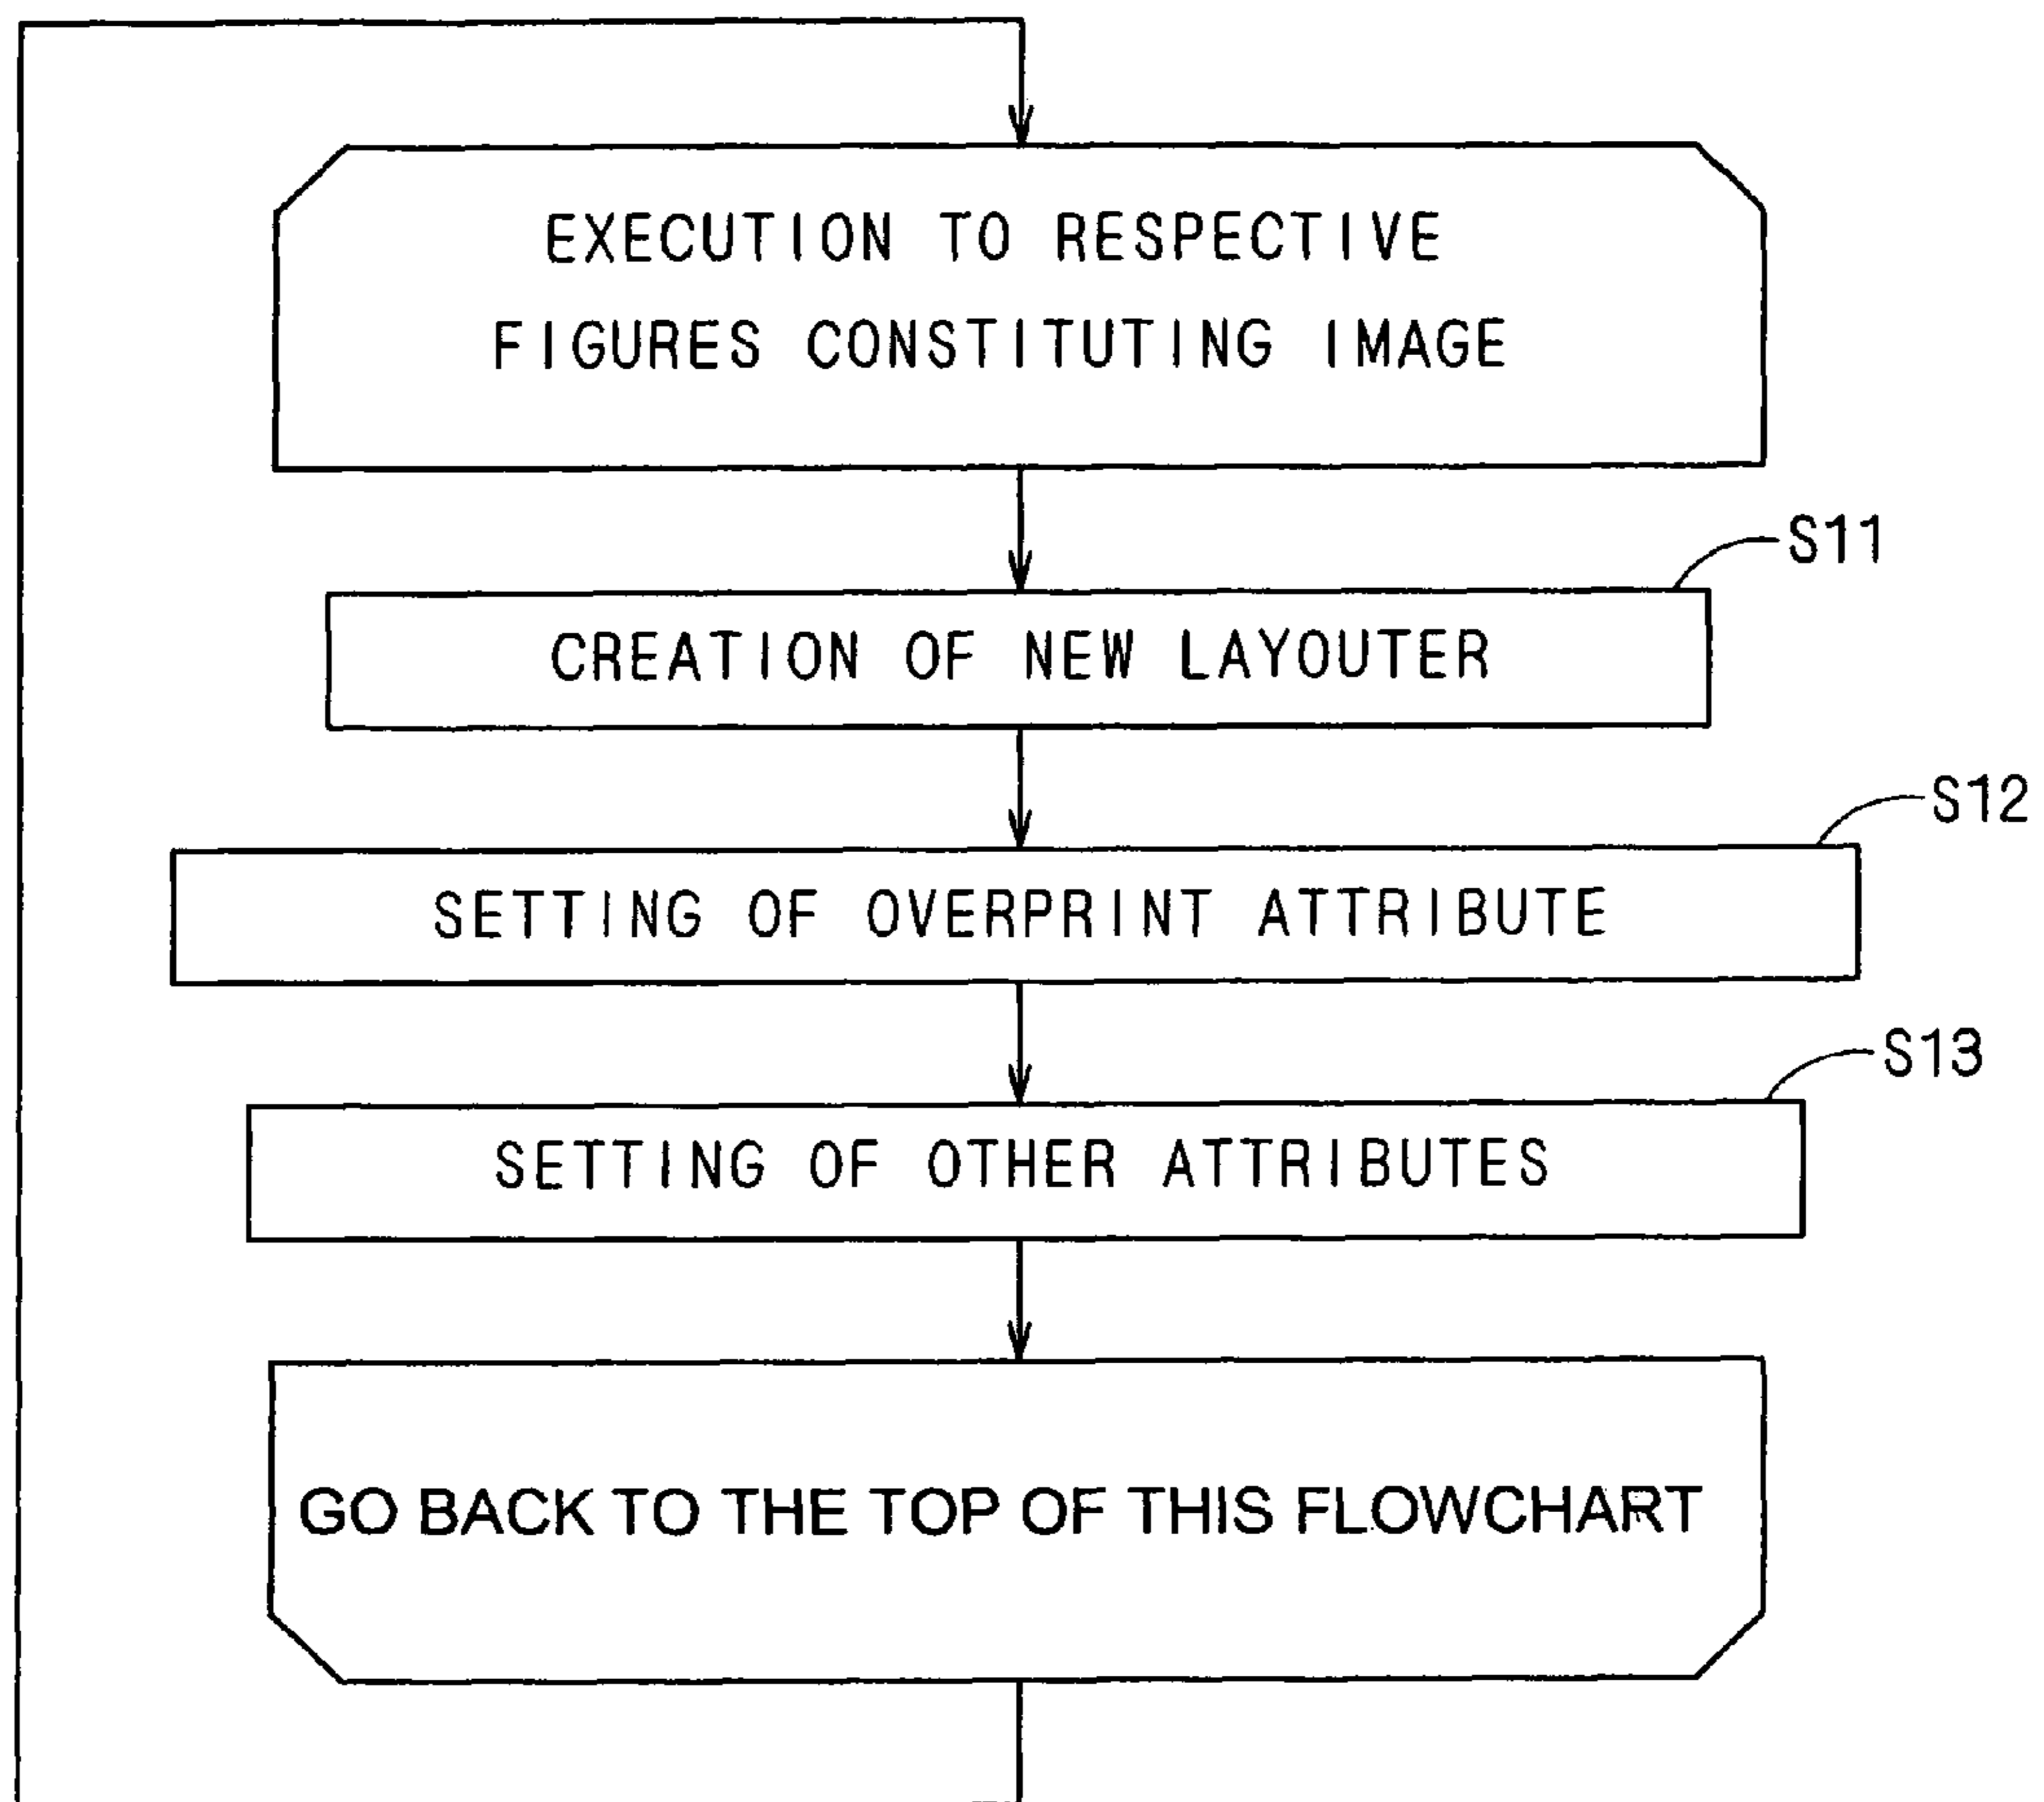 EXECUTION TO RESPECTIVE
FIGURES CONSTITUTING IMAGE
S11
CREATION OF NEW LAYOUTER
S12
SETTING OF OVERPRINT ATTRIBUTE
S13
SETTING OF OTHER ATTRIBUTES
GO BACK TO THE TOP OF THIS FLOWCHART